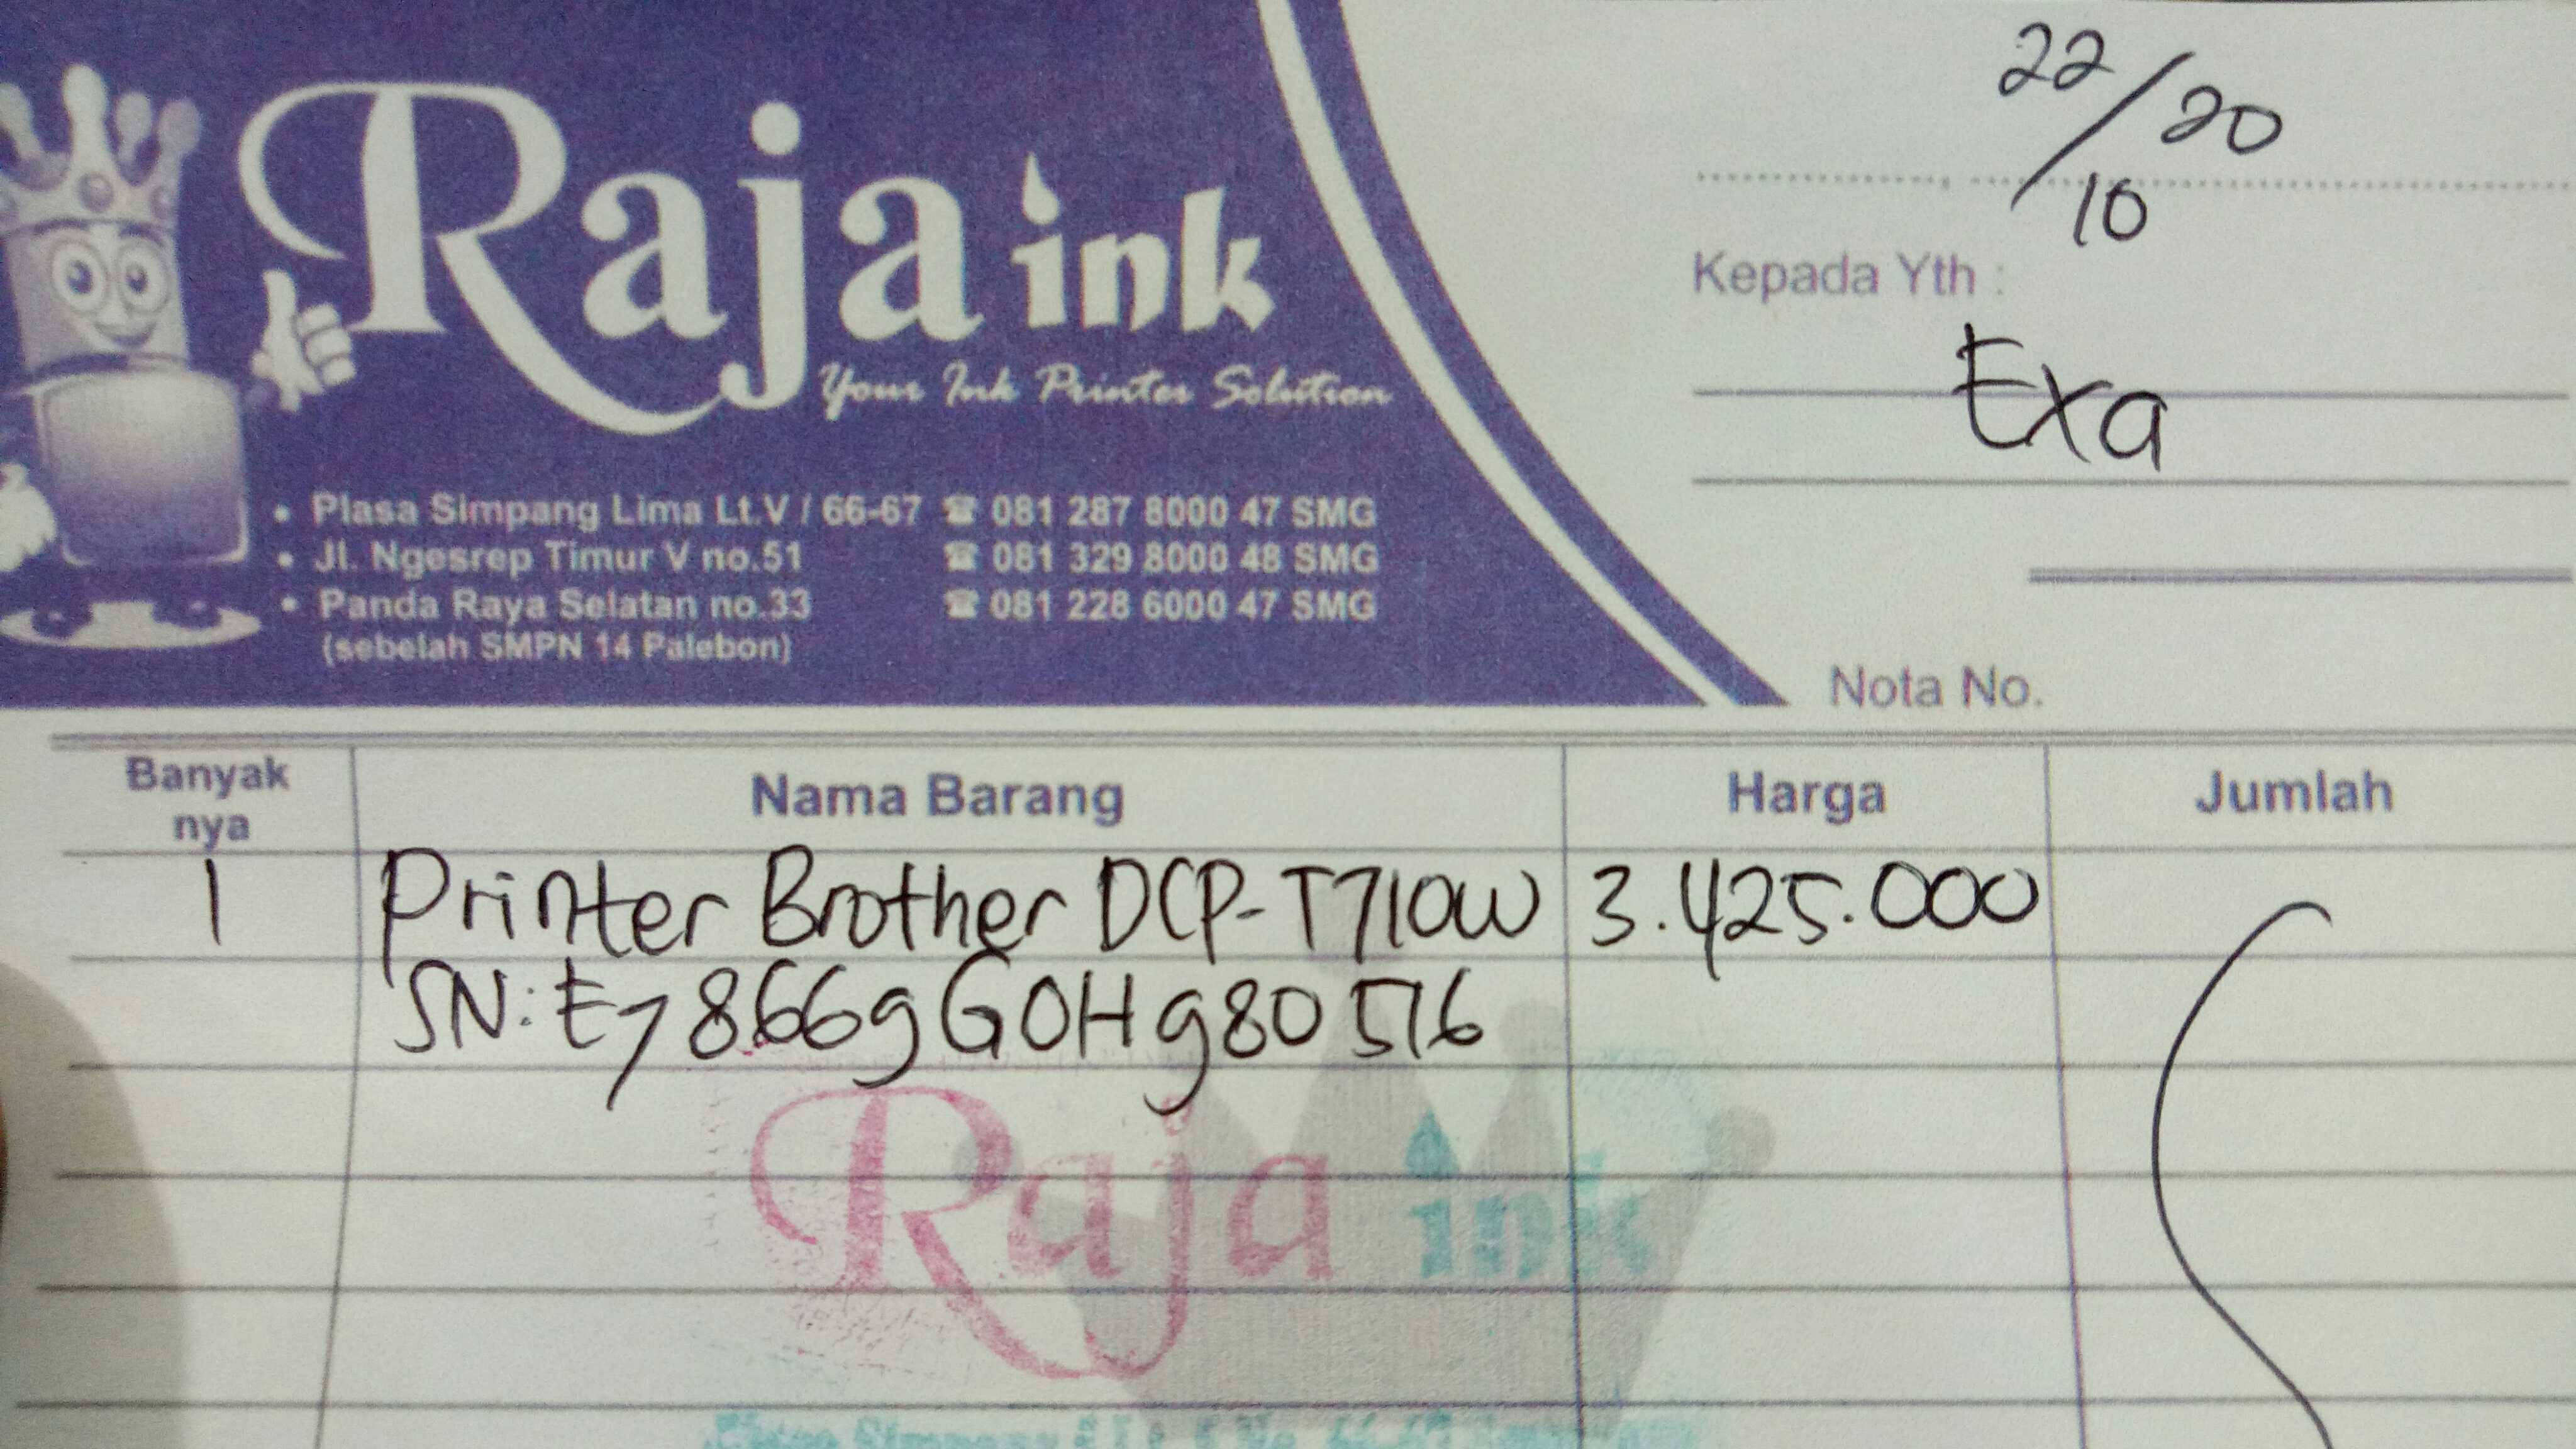 Raja ink
Your Ink Printer Solution
• Plasa Simpang Lima Lt.V / 66-67 ☎ 081 287 8000 47 SMG
• Jl. Ngesrep Timur V no.51 ☎ 081 329 8000 48 SMG
• Panda Raya Selatan no.33 ☎ 081 228 6000 47 SMG
(sebelah SMPN 14 Palebon)
22/10 20
Kepada Yth :
Exa
Nota No.
Banyak nya Nama Barang Harga Jumlah
1 Printer Brother DCP-T710W 3.425.000
SN: E78669G0H980516
Raja ink